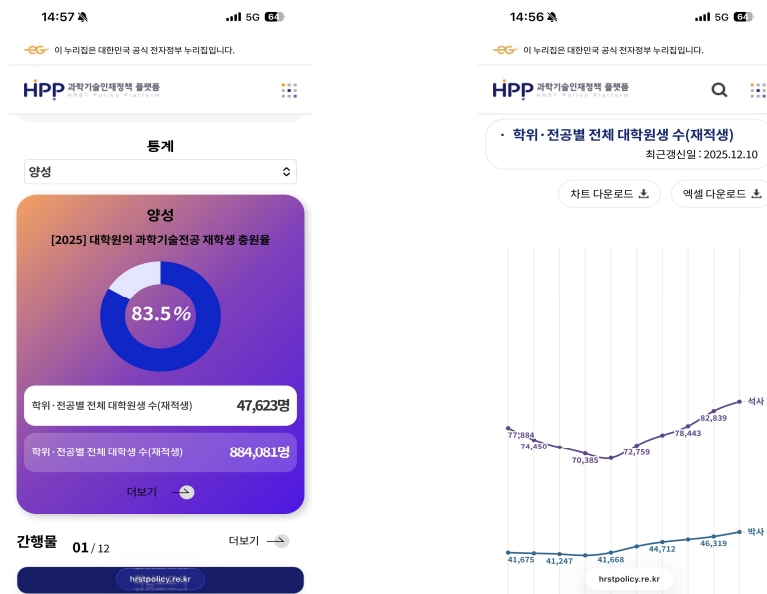 14:57
5G 64
이 누리집은 대한민국 공식 전자정부 누리집입니다.
HPP 과학기술인재정책 플랫폼
HRST Policy Platform
통계
양성
양성
[2025] 대학원의 과학기술전공 재학생 충원율
83.5%
학위·전공별 전체 대학원생 수(재적생) 47,623명
학위·전공별 전체 대학생 수(재적생) 884,081명
더보기
간행물 01 / 12 더보기
hrstpolicy.re.kr
14:56
5G 64
이 누리집은 대한민국 공식 전자정부 누리집입니다.
HPP 과학기술인재정책 플랫폼
HRST Policy Platform
· 학위·전공별 전체 대학원생 수(재적생)
최근갱신일 : 2025.12.10
차트 다운로드 엑셀 다운로드
석사
82,839
77,884
78,443
74,450
72,759
70,385
박사
46,319
44,712
41,675 41,247 41,668
hrstpolicy.re.kr